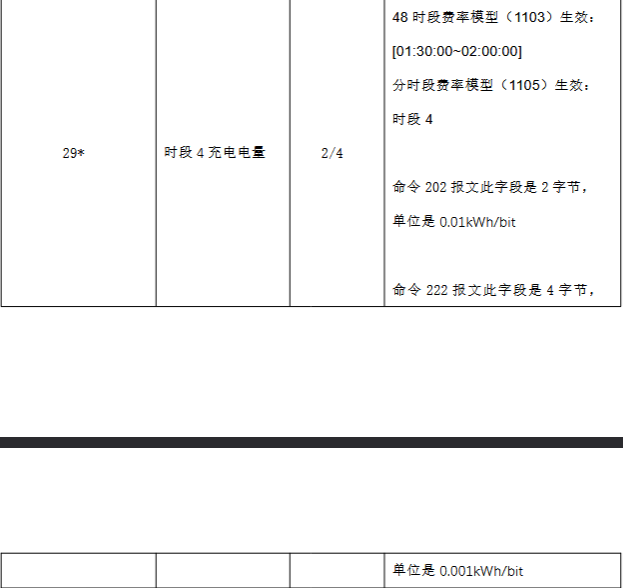 48 时段费率模型（1103）生效：
[01:30:00~02:00:00]
分时段费率模型（1105）生效：
时段 4
29*
时段 4 充电电量
2/4
命令 202 报文此字段是 2 字节，
单位是 0.01kWh/bit
命令 222 报文此字段是 4 字节，
单位是 0.001kWh/bit